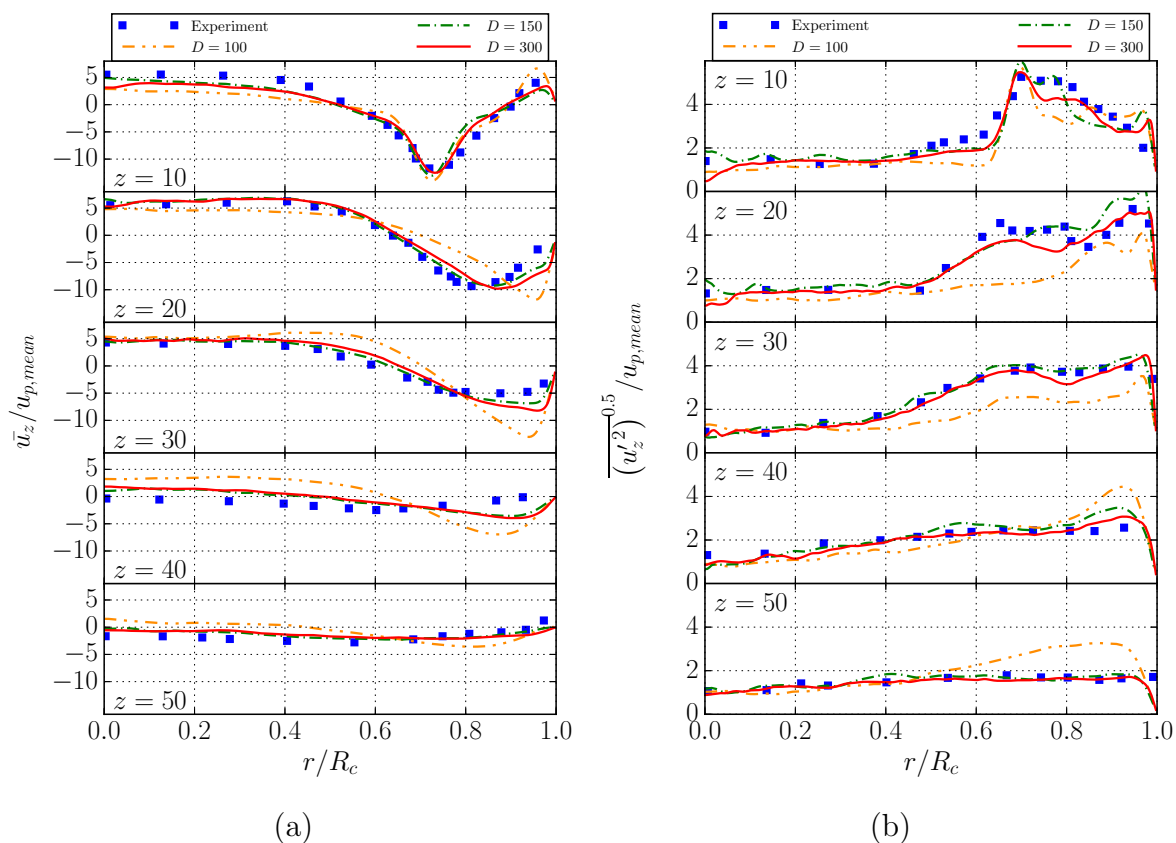 Experiment
D = 100
D = 150
D = 300
5
0
−5
−10
z = 10
5
0
−5
−10
z = 20
5
0
−5
−10
z = 30
5
0
−5
−10
z = 40
5
0
−5
−10
z = 50
0.0 0.2 0.4 0.6 0.8 1.0
r/R_c
ū_z/u_{p,mean}
(a)
Experiment
D = 100
D = 150
D = 300
z = 10
4
2
0
z = 20
4
2
0
z = 30
4
2
0
z = 40
4
2
0
z = 50
4
2
0
0.0 0.2 0.4 0.6 0.8 1.0
r/R_c
\overline{(u'_z{}^2)}^{0.5}/u_{p,mean}
(b)